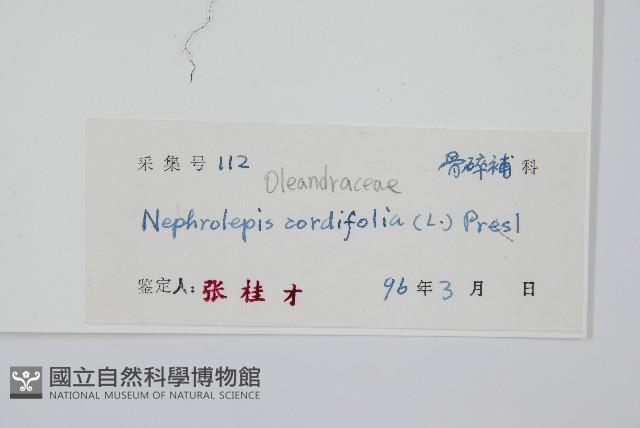 采集号 112 骨碎補 科
Oleandraceae
Nephrolepis cordifolia (L.) Presl
鉴定人: 张桂才 96 年 3 月 日
國立自然科學博物館
NATIONAL MUSEUM OF NATURAL SCIENCE